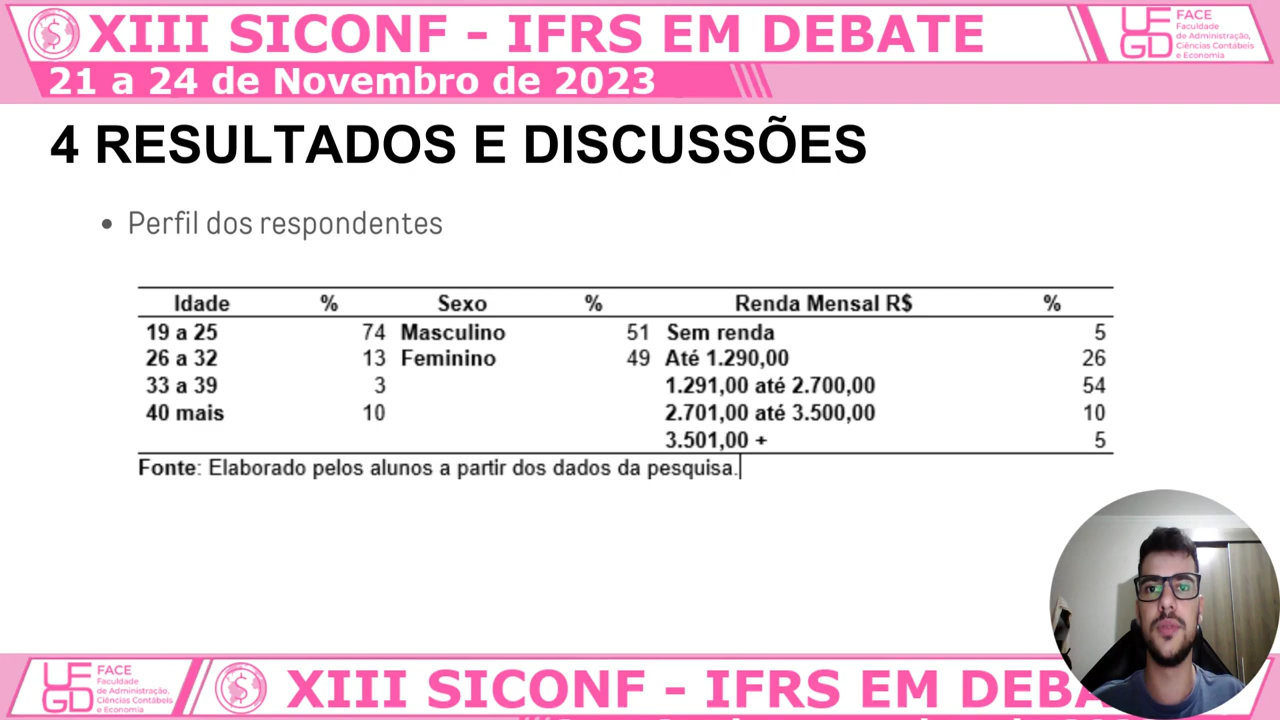 XIII SICONF - IFRS EM DEBATE
21 a 24 de Novembro de 2023
UFGD
FACE
Faculdade
de Administração,
Ciências Contábeis
e Economia
4 RESULTADOS E DISCUSSÕES
• Perfil dos respondentes
Idade % Sexo % Renda Mensal R$ %
19 a 25 74 Masculino 51 Sem renda 5
26 a 32 13 Feminino 49 Até 1.290,00 26
33 a 39 3 1.291,00 até 2.700,00 54
40 mais 10 2.701,00 até 3.500,00 10
3.501,00 + 5
Fonte: Elaborado pelos alunos a partir dos dados da pesquisa.
UFGD
FACE
Faculdade
de Administração,
Ciências Contábeis
e Economia
XIII SICONF - IFRS EM DEBA